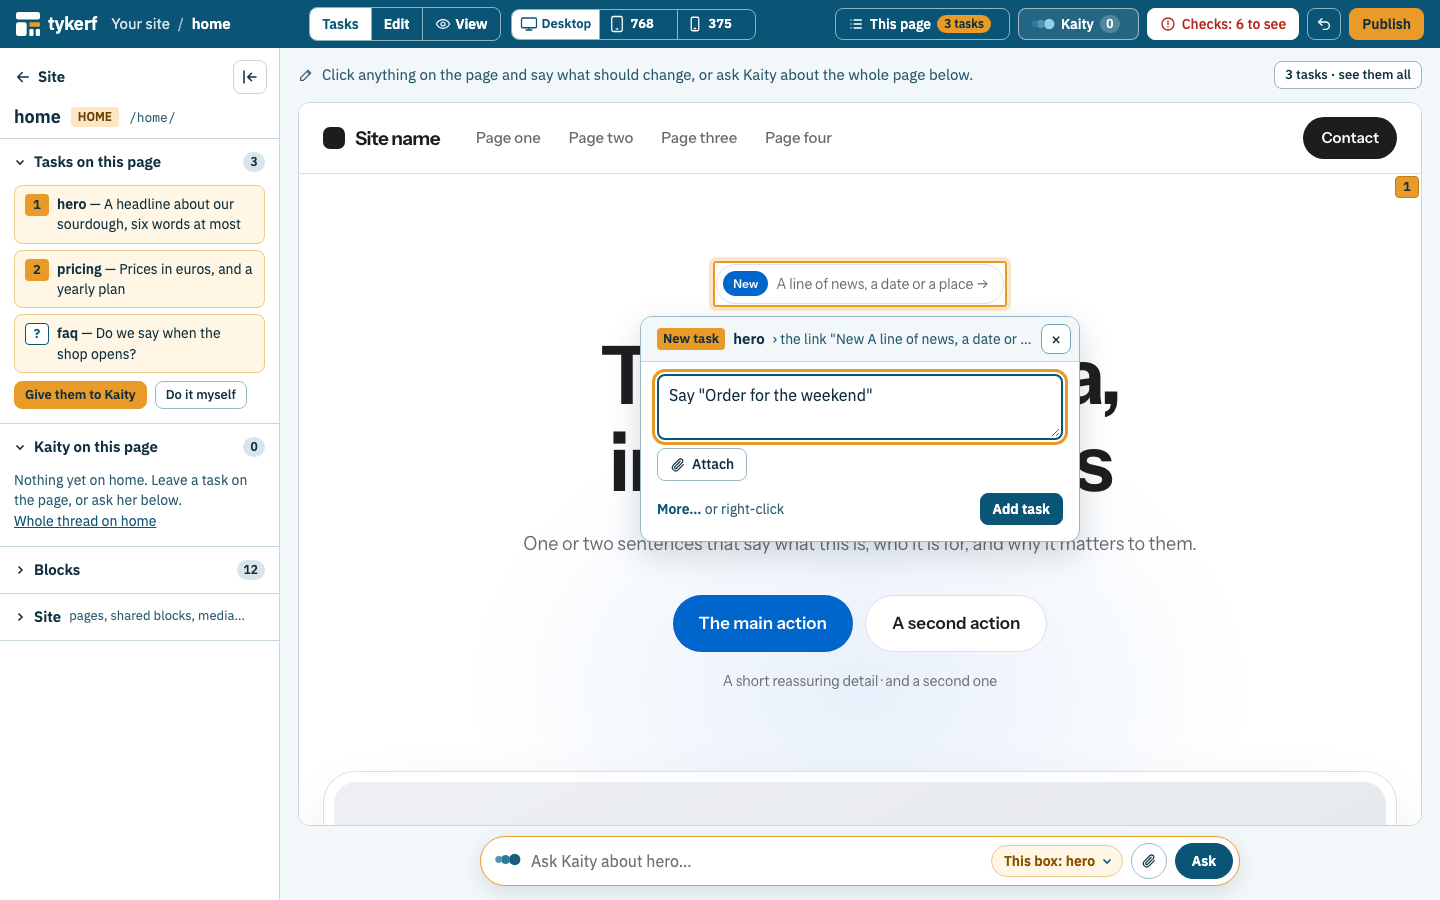 tykerf Your site / home Tasks Edit View Desktop 768 375 This page 3 tasks Kaity 0 Checks: 6 to see Publish
Site
home HOME /home/
Tasks on this page 3
1 hero — A headline about our
sourdough, six words at most
2 pricing — Prices in euros, and a
yearly plan
? faq — Do we say when the
shop opens?
Give them to Kaity Do it myself
Kaity on this page 0
Nothing yet on home. Leave a task on
the page, or ask her below.
Whole thread on home
Blocks 12
Site pages, shared blocks, media...
Click anything on the page and say what should change, or ask Kaity about the whole page below. 3 tasks · see them all
Site name Page one Page two Page three Page four Contact
1
New A line of news, a date or a place →
New task hero › the link "New A line of news, a date or ... ×
Say "Order for the weekend"
Attach
More... or right-click Add task
One or two sentences that say what this is, who it is for, and why it matters to them.
The main action A second action
A short reassuring detail · and a second one
Ask Kaity about hero... This box: hero Ask